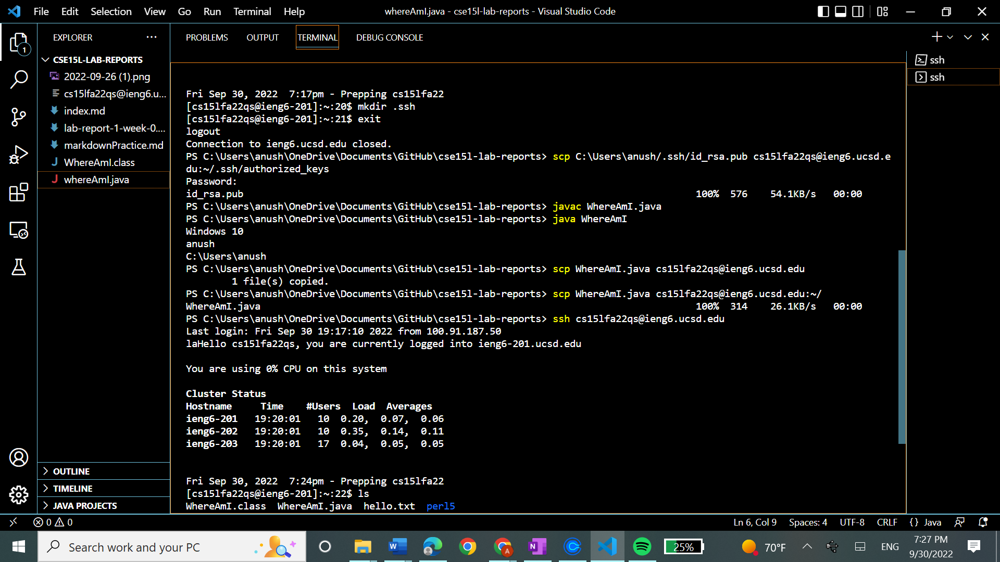 File Edit Selection View Go Run Terminal Help
whereAmI.java - cse15l-lab-reports - Visual Studio Code
EXPLORER ...
1
CSE15L-LAB-REPORTS
2022-09-26 (1).png
cs15lfa22qs@ieng6.u...
index.md
lab-report-1-week-0....
markdownPractice.md
WhereAmI.class
whereAmI.java
OUTLINE
TIMELINE
JAVA PROJECTS
PROBLEMS OUTPUT TERMINAL DEBUG CONSOLE
Fri Sep 30, 2022  7:17pm - Prepping cs15lfa22
[cs15lfa22qs@ieng6-201]:~:20$ mkdir .ssh
[cs15lfa22qs@ieng6-201]:~:21$ exit
logout
Connection to ieng6.ucsd.edu closed.
PS C:\Users\anush\OneDrive\Documents\GitHub\cse15l-lab-reports> scp C:\Users\anush/.ssh/id_rsa.pub cs15lfa22qs@ieng6.ucsd.e
du:~/.ssh/authorized_keys
Password:
id_rsa.pub 100% 576 54.1KB/s 00:00
PS C:\Users\anush\OneDrive\Documents\GitHub\cse15l-lab-reports> javac WhereAmI.java
PS C:\Users\anush\OneDrive\Documents\GitHub\cse15l-lab-reports> java WhereAmI
Windows 10
anush
C:\Users\anush
PS C:\Users\anush\OneDrive\Documents\GitHub\cse15l-lab-reports> scp WhereAmI.java cs15lfa22qs@ieng6.ucsd.edu
1 file(s) copied.
PS C:\Users\anush\OneDrive\Documents\GitHub\cse15l-lab-reports> scp WhereAmI.java cs15lfa22qs@ieng6.ucsd.edu:~/
WhereAmI.java 100% 314 26.1KB/s 00:00
PS C:\Users\anush\OneDrive\Documents\GitHub\cse15l-lab-reports> ssh cs15lfa22qs@ieng6.ucsd.edu
Last login: Fri Sep 30 19:17:10 2022 from 100.91.187.50
laHello cs15lfa22qs, you are currently logged into ieng6-201.ucsd.edu
You are using 0% CPU on this system
Cluster Status
Hostname Time #Users Load Averages
ieng6-201 19:20:01 10 0.20, 0.07, 0.06
ieng6-202 19:20:01 10 0.35, 0.14, 0.11
ieng6-203 19:20:01 17 0.04, 0.05, 0.05
Fri Sep 30, 2022  7:24pm - Prepping cs15lfa22
[cs15lfa22qs@ieng6-201]:~:22$ ls
WhereAmI.class WhereAmI.java hello.txt perl5
ssh
ssh
0 0
Ln 6, Col 9 Spaces: 4 UTF-8 CRLF {} Java
Search work and your PC
25%
70°F
ENG
7:27 PM
9/30/2022